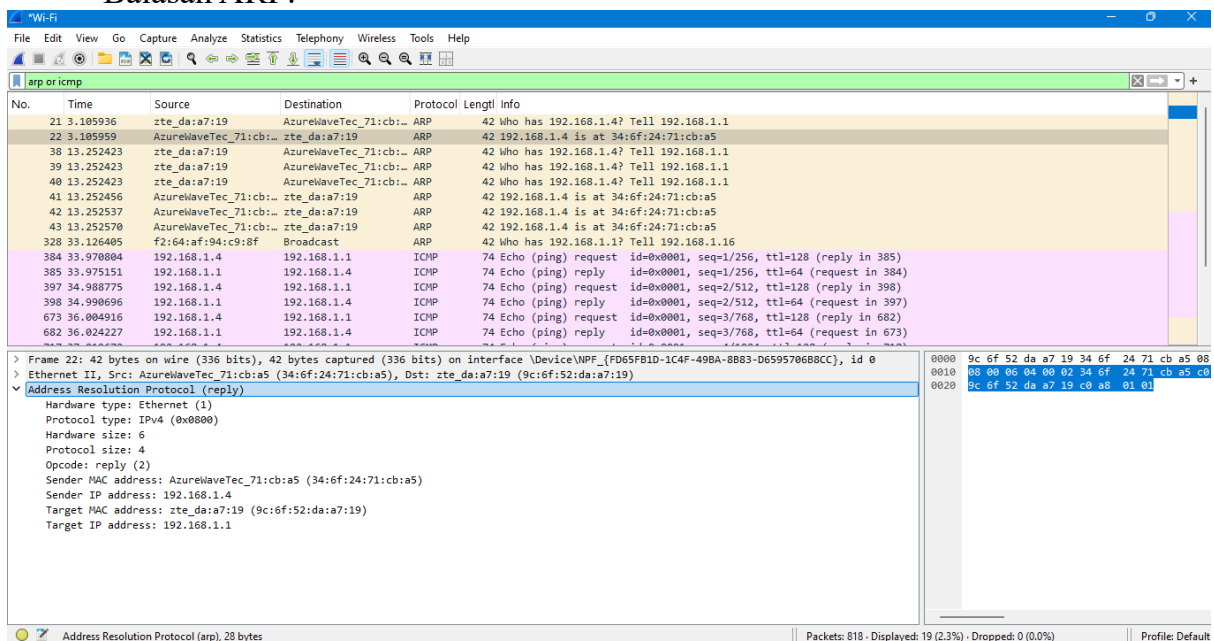 Balasan ARP:
*Wi-Fi
File Edit View Go Capture Analyze Statistics Telephony Wireless Tools Help
arp or icmp
No. Time Source Destination Protocol Lengtl Info
21 3.105936 zte_da:a7:19 AzureWaveTec_71:cb:… ARP 42 Who has 192.168.1.4? Tell 192.168.1.1
22 3.105959 AzureWaveTec_71:cb:… zte_da:a7:19 ARP 42 192.168.1.4 is at 34:6f:24:71:cb:a5
38 13.252423 zte_da:a7:19 AzureWaveTec_71:cb:… ARP 42 Who has 192.168.1.4? Tell 192.168.1.1
39 13.252423 zte_da:a7:19 AzureWaveTec_71:cb:… ARP 42 Who has 192.168.1.4? Tell 192.168.1.1
40 13.252423 zte_da:a7:19 AzureWaveTec_71:cb:… ARP 42 Who has 192.168.1.4? Tell 192.168.1.1
41 13.252456 AzureWaveTec_71:cb:… zte_da:a7:19 ARP 42 192.168.1.4 is at 34:6f:24:71:cb:a5
42 13.252537 AzureWaveTec_71:cb:… zte_da:a7:19 ARP 42 192.168.1.4 is at 34:6f:24:71:cb:a5
43 13.252570 AzureWaveTec_71:cb:… zte_da:a7:19 ARP 42 192.168.1.4 is at 34:6f:24:71:cb:a5
328 33.126405 f2:64:af:94:c9:8f Broadcast ARP 42 Who has 192.168.1.1? Tell 192.168.1.16
384 33.970804 192.168.1.4 192.168.1.1 ICMP 74 Echo (ping) request id=0x0001, seq=1/256, ttl=128 (reply in 385)
385 33.975151 192.168.1.1 192.168.1.4 ICMP 74 Echo (ping) reply id=0x0001, seq=1/256, ttl=64 (request in 384)
397 34.988775 192.168.1.4 192.168.1.1 ICMP 74 Echo (ping) request id=0x0001, seq=2/512, ttl=128 (reply in 398)
398 34.990696 192.168.1.1 192.168.1.4 ICMP 74 Echo (ping) reply id=0x0001, seq=2/512, ttl=64 (request in 397)
673 36.004916 192.168.1.4 192.168.1.1 ICMP 74 Echo (ping) request id=0x0001, seq=3/768, ttl=128 (reply in 682)
682 36.024227 192.168.1.1 192.168.1.4 ICMP 74 Echo (ping) reply id=0x0001, seq=3/768, ttl=64 (request in 673)
Frame 22: 42 bytes on wire (336 bits), 42 bytes captured (336 bits) on interface \Device\NPF_{FD65FB1D-1C4F-49BA-8B83-D6595706B8CC}, id 0
Ethernet II, Src: AzureWaveTec_71:cb:a5 (34:6f:24:71:cb:a5), Dst: zte_da:a7:19 (9c:6f:52:da:a7:19)
Address Resolution Protocol (reply)
Hardware type: Ethernet (1)
Protocol type: IPv4 (0x0800)
Hardware size: 6
Protocol size: 4
Opcode: reply (2)
Sender MAC address: AzureWaveTec_71:cb:a5 (34:6f:24:71:cb:a5)
Sender IP address: 192.168.1.4
Target MAC address: zte_da:a7:19 (9c:6f:52:da:a7:19)
Target IP address: 192.168.1.1
0000 9c 6f 52 da a7 19 34 6f 24 71 cb a5 08
0010 08 00 06 04 00 02 34 6f 24 71 cb a5 c0
0020 9c 6f 52 da a7 19 c0 a8 01 01
Address Resolution Protocol (arp), 28 bytes
Packets: 818 · Displayed: 19 (2.3%) · Dropped: 0 (0.0%)
Profile: Default